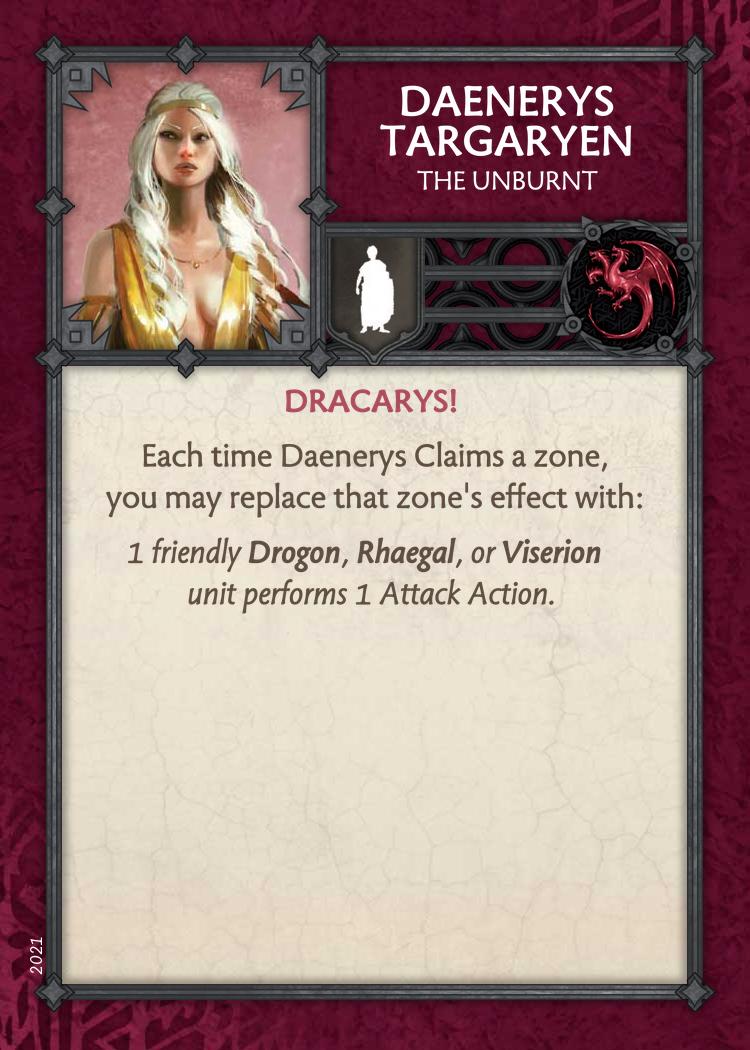 DAENERYS
TARGARYEN
THE UNBURNT
DRACARYS!
Each time Daenerys Claims a zone,
you may replace that zone's effect with:
1 friendly Drogon, Rhaegal, or Viserion
unit performs 1 Attack Action.
2021